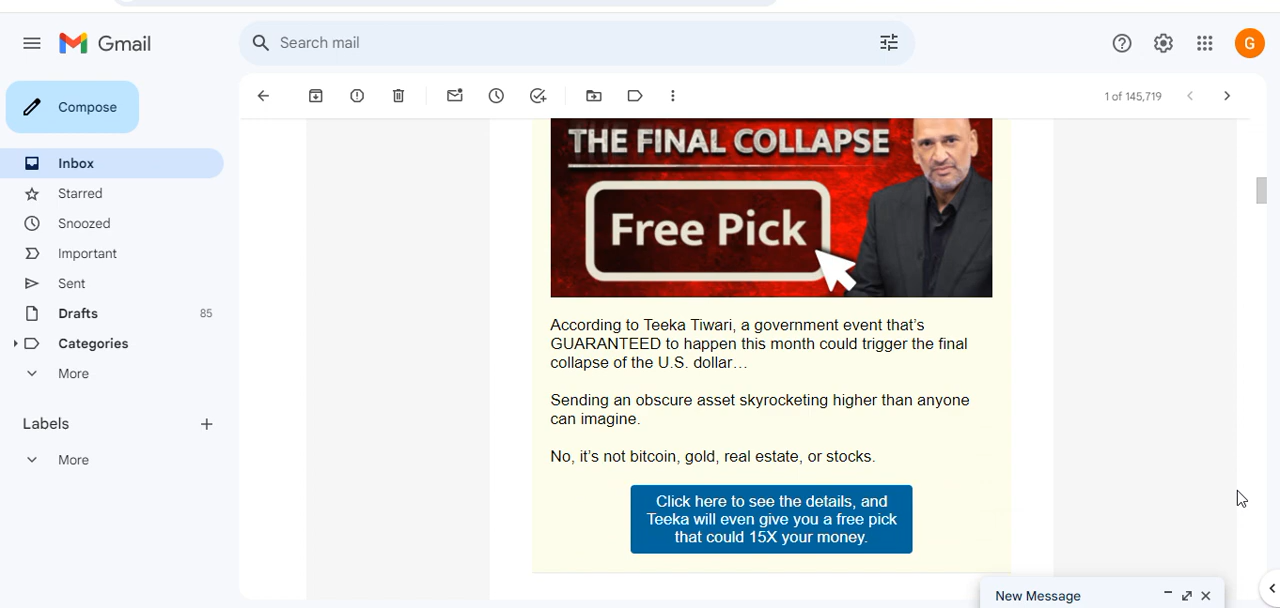 Gmail
Search mail
G
Compose
1 of 145,719
Inbox
Starred
Snoozed
Important
Sent
Drafts 85
Categories
More
Labels
More
THE FINAL COLLAPSE
Free Pick
According to Teeka Tiwari, a government event that’s
GUARANTEED to happen this month could trigger the final
collapse of the U.S. dollar…
Sending an obscure asset skyrocketing higher than anyone
can imagine.
No, it’s not bitcoin, gold, real estate, or stocks.
Click here to see the details, and
Teeka will even give you a free pick
that could 15X your money.
New Message